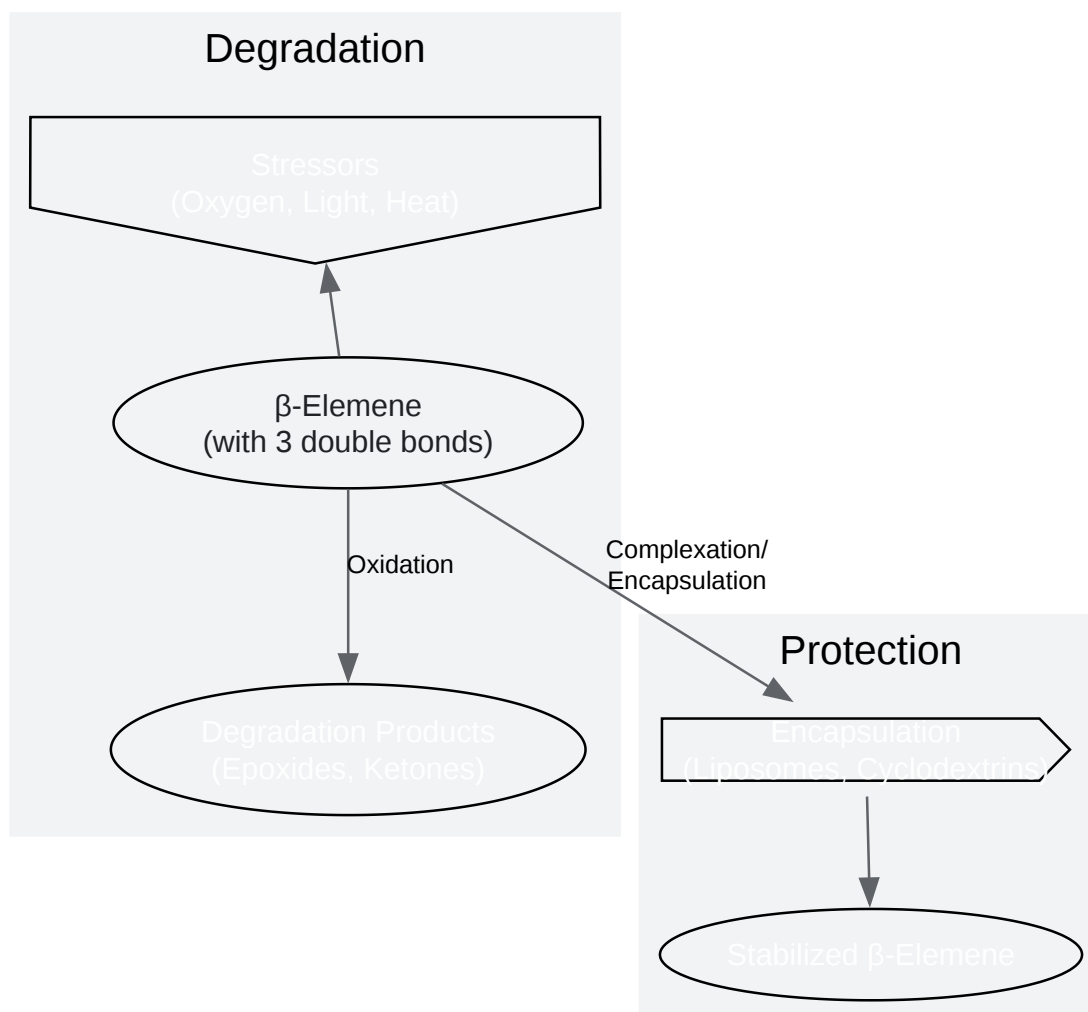 Degradation
Stressors
(Oxygen, Light, Heat)
β-Elemene
(with 3 double bonds)
Oxidation
Complexation/
Encapsulation
Degradation Products
(Epoxides, Ketones)
Protection
Encapsulation
(Liposomes, Cyclodextrins)
Stabilized β-Elemene